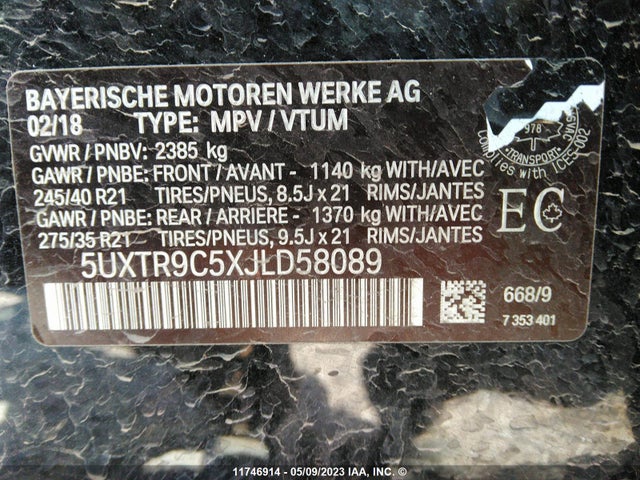 BAYERISCHE MOTOREN WERKE AG
02/18 TYPE: MPV / VTUM
GVWR / PNBV: 2385 kg
GAWR / PNBE: FRONT / AVANT - 1140 kg WITH/AVEC
245/40 R21 TIRES/PNEUS, 8.5J x 21 RIMS/JANTES
GAWR / PNBE: REAR / ARRIÈRE - 1370 kg WITH/AVEC
275/35 R21 TIRES/PNEUS, 9.5J x 21 RIMS/JANTES
978
TRANSPORT
Complies with
ICES-002
EC
5UXTR9C5XJLD58089
668/9
7 353 401
11746914 - 05/09/2023 IAA, INC. ©